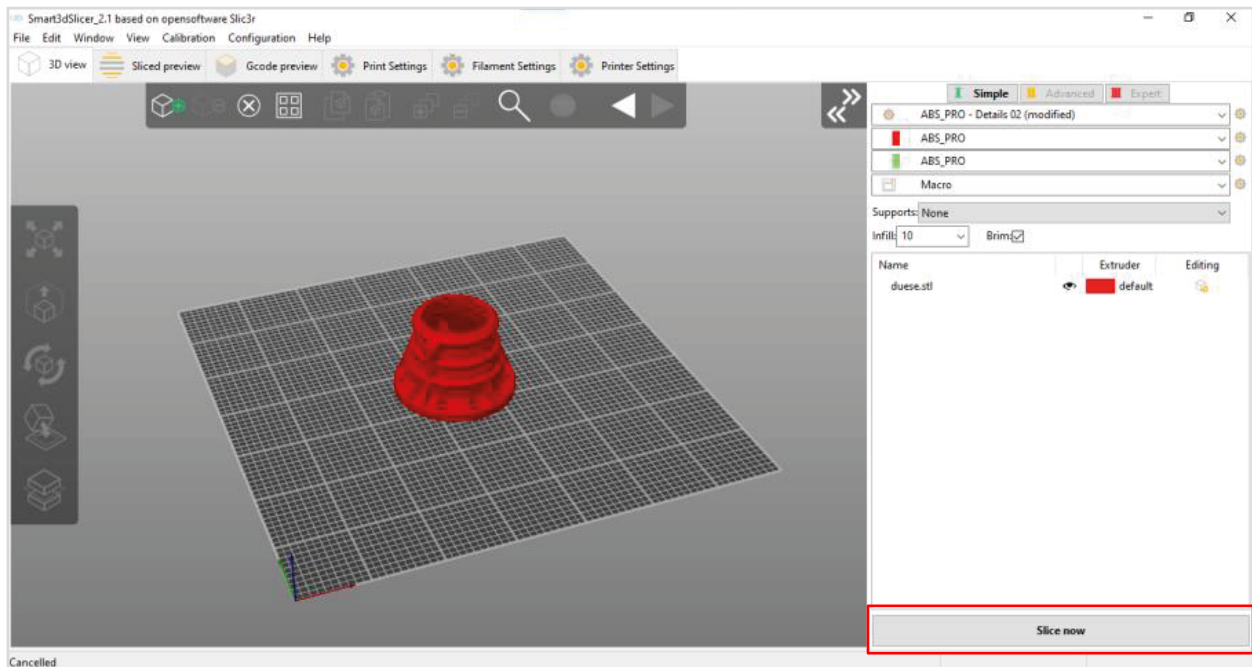 Smart3dSlicer_2.1 based on opensoftware Slic3r
File Edit Window View Calibration Configuration Help
3D view Sliced preview Gcode preview Print Settings Filament Settings Printer Settings
Simple Advanced Expert
ABS_PRO - Details 02 (modified)
ABS_PRO
ABS_PRO
Macro
Supports: None
Infill: 10 Brim:
Name Extruder Editing
duese.stl default
Slice now
Cancelled